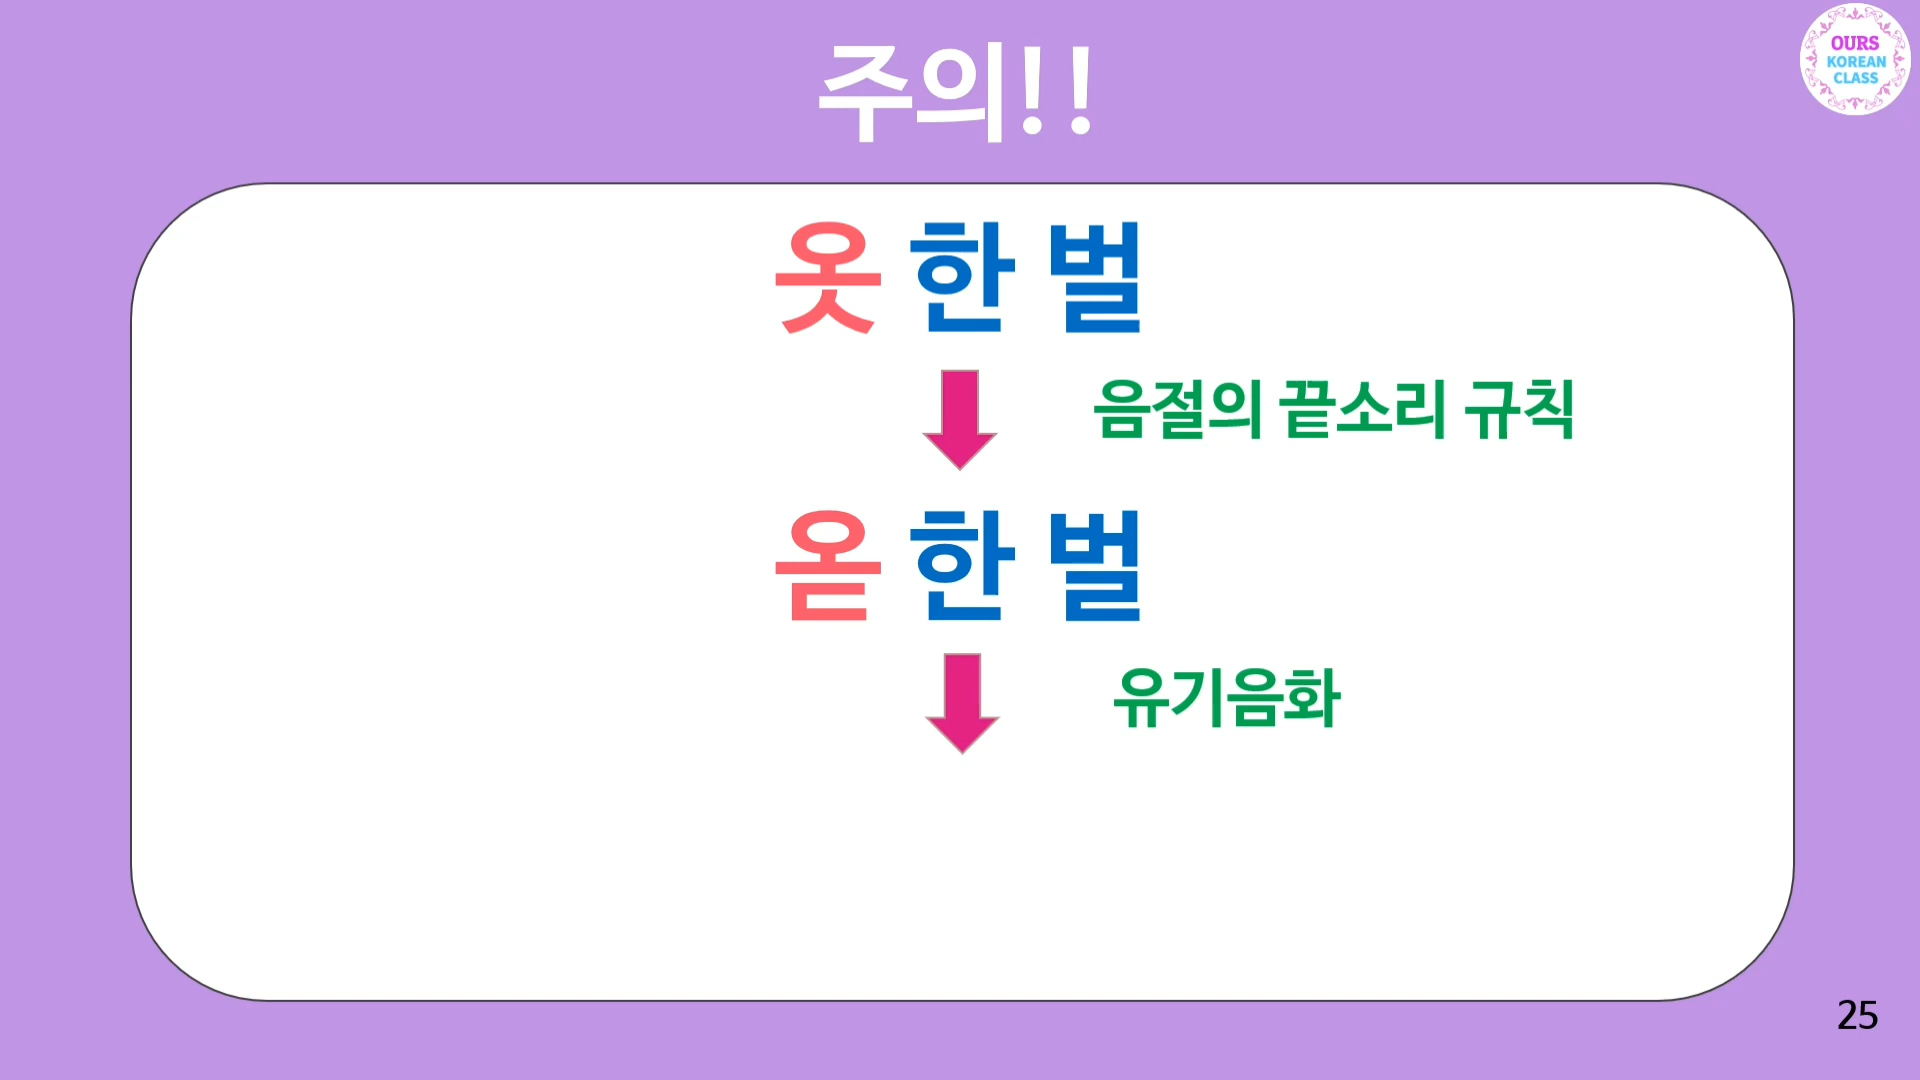 주의!!
OURS
KOREAN
CLASS
옷 한 벌
음절의 끝소리 규칙
옫 한 벌
유기음화
25